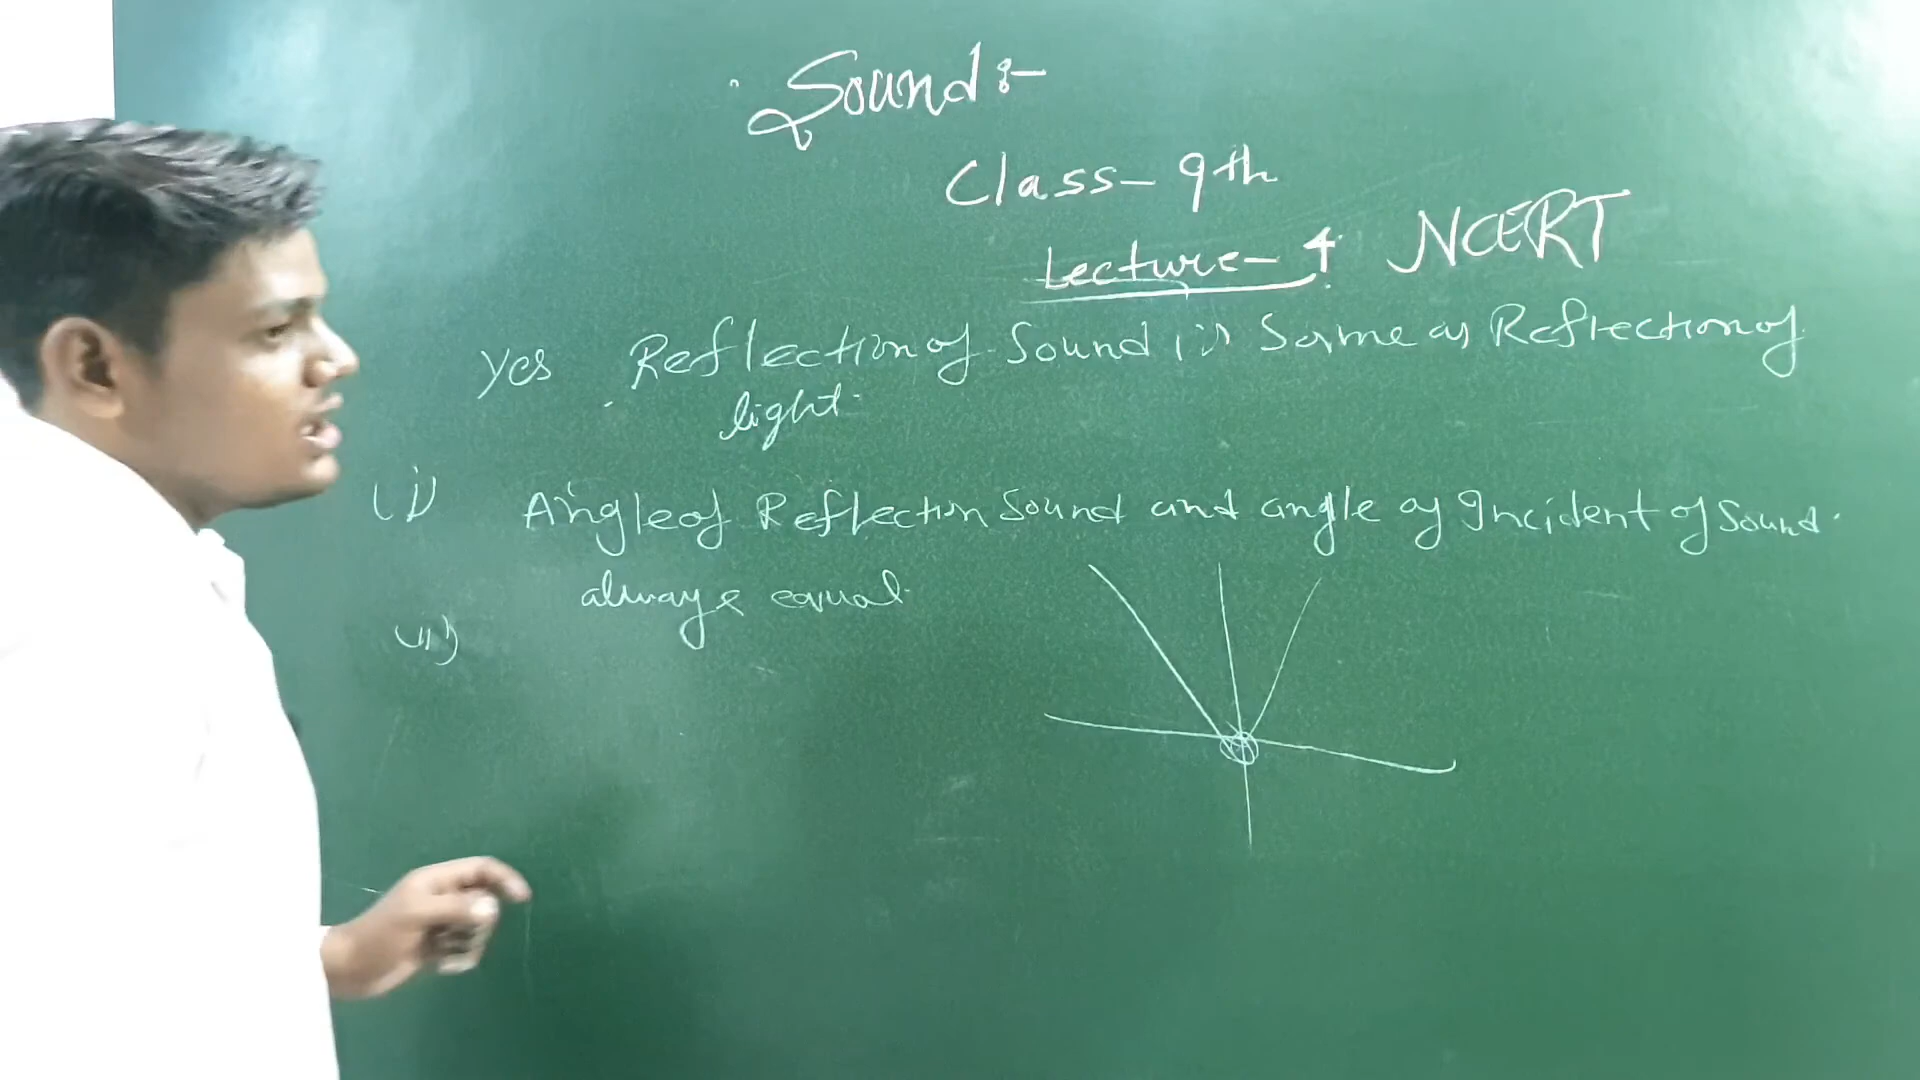 Sound :-
Class - 9th
Lecture - 4 NCERT
Yes Reflection of Sound is Same as Reflection of
light.
(i) Angle of Reflection Sound and angle of Incident of Sound.
always equal.
(ii)